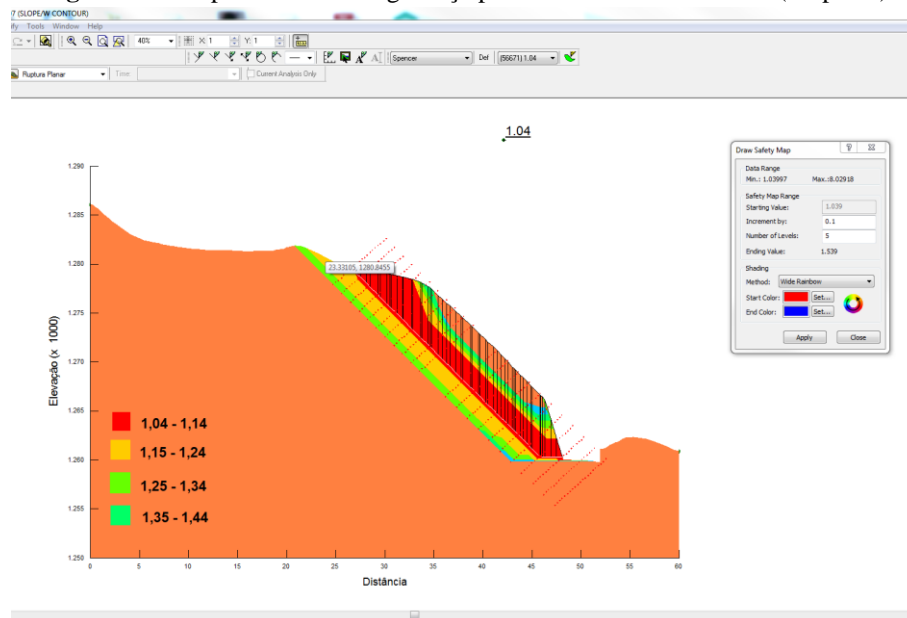 7 (SLOPE/W CONTOUR)
Tools Window Help
40% X: 1 Y: 1
Spencer Def (56671) 1.04
Ruptura Planar Time: Current Analysis Only
1.04
Draw Safety Map
Data Range
Min.: 1.03997 Max.:8.02918
Safety Map Range
Starting Value: 1.039
Increment by: 0.1
Number of Levels: 5
Ending Value: 1.539
Shading
Method: Wide Rainbow
Start Color: Set...
End Color: Set...
Apply Close
1.290
1.285
1.280
23.33105, 1280.8455
1.275
1.270
1.265
1.260
1.255
1.250
Elevação (x 1000)
1,04 - 1,14
1,15 - 1,24
1,25 - 1,34
1,35 - 1,44
0 5 10 15 20 25 30 35 40 45 50 55 60
Distância